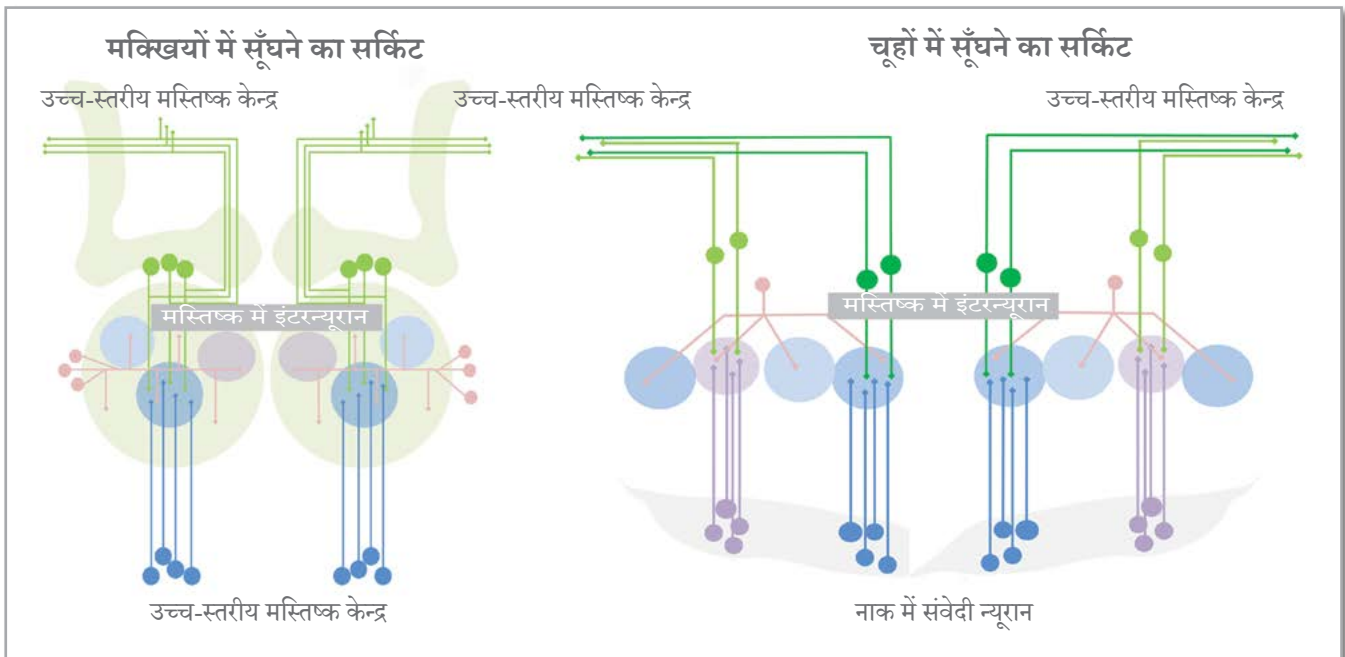 मक्खियों में सूँघने का सर्किट
चूहों में सूँघने का सर्किट
उच्च-स्तरीय मस्तिष्क केन्द्र
उच्च-स्तरीय मस्तिष्क केन्द्र
उच्च-स्तरीय मस्तिष्क केन्द्र
मस्तिष्क में इंटरन्यूरान
मस्तिष्क में इंटरन्यूरान
उच्च-स्तरीय मस्तिष्क केन्द्र
नाक में संवेदी न्यूरान